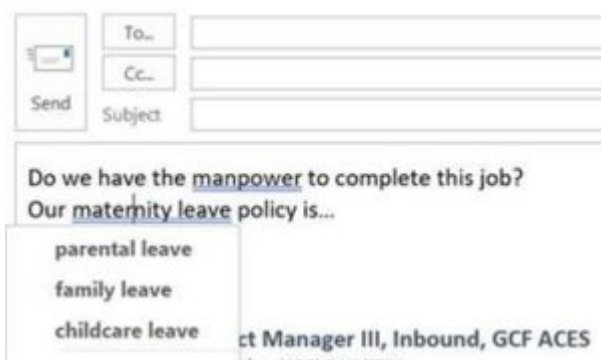 To...
Cc...
Send
Subject
Do we have the manpower to complete this job?
Our maternity leave policy is...
parental leave
family leave
childcare leave
ct Manager III, Inbound, GCF ACES